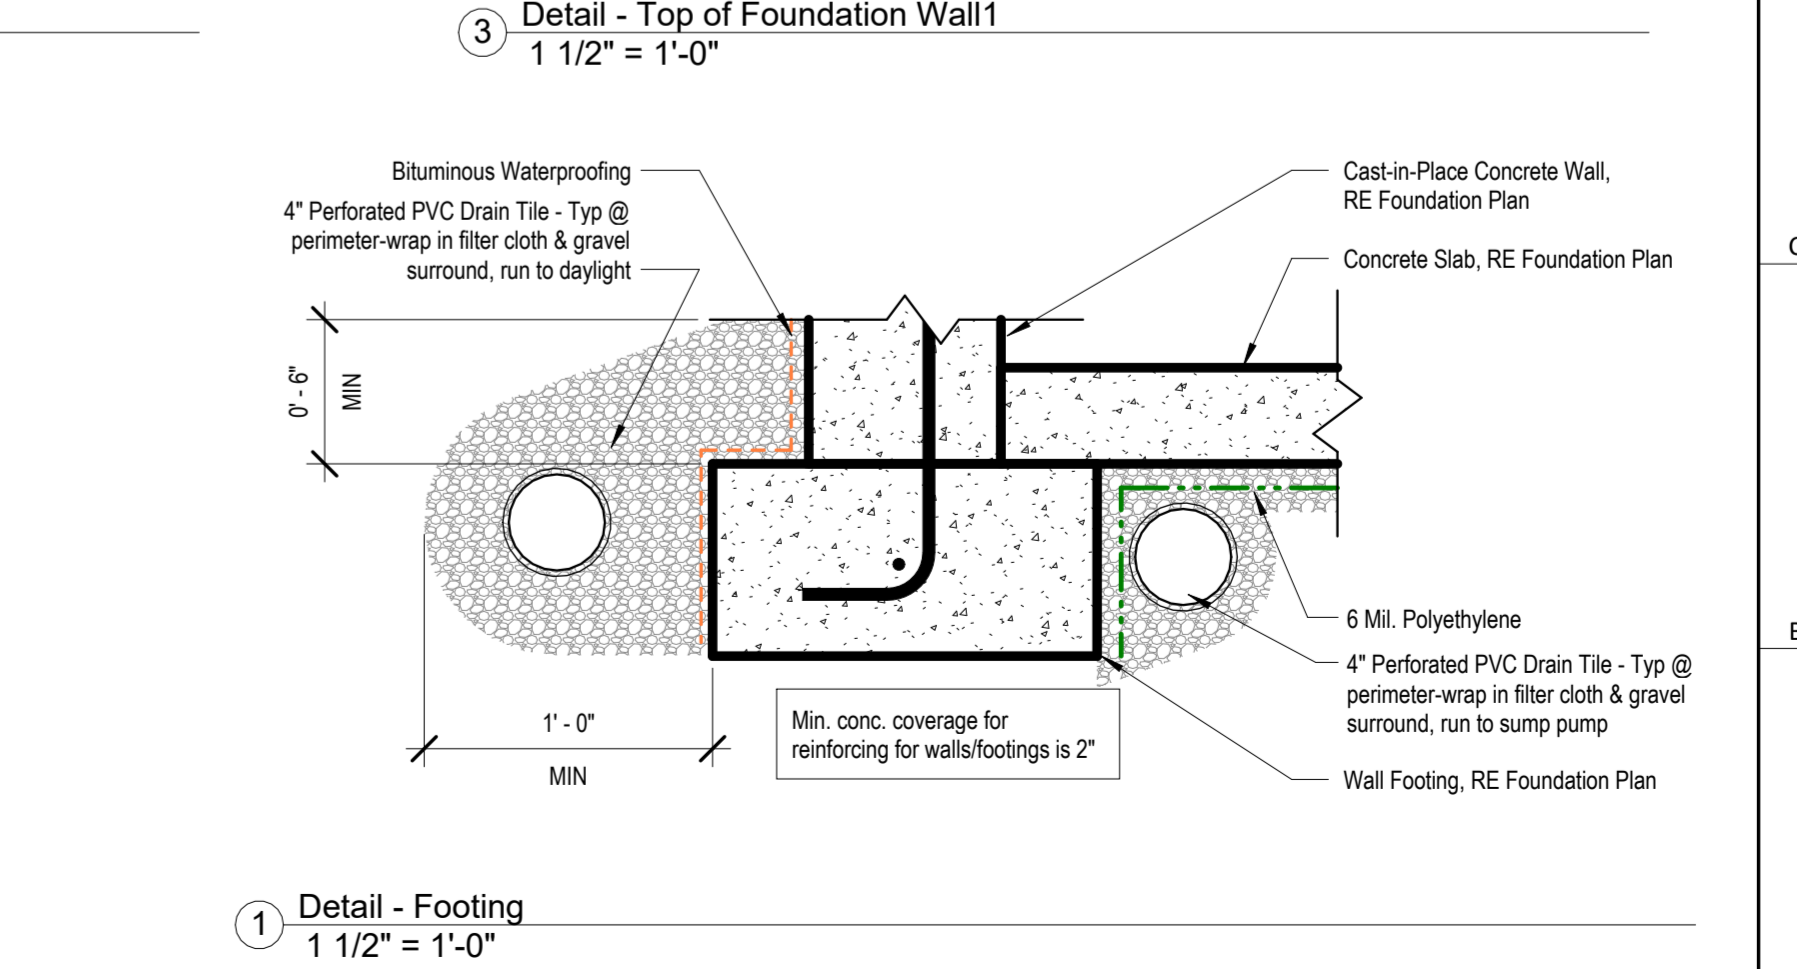 3
Detail - Top of Foundation Wall1
1 1/2" = 1'-0"
Bituminous Waterproofing
4" Perforated PVC Drain Tile - Typ @
perimeter-wrap in filter cloth & gravel
surround, run to daylight
Cast-in-Place Concrete Wall,
RE Foundation Plan
Concrete Slab, RE Foundation Plan
0' - 6"
MIN
6 Mil. Polyethylene
4" Perforated PVC Drain Tile - Typ @
perimeter-wrap in filter cloth & gravel
surround, run to sump pump
Wall Footing, RE Foundation Plan
1' - 0"
MIN
Min. conc. coverage for
reinforcing for walls/footings is 2"
1
Detail - Footing
1 1/2" = 1'-0"